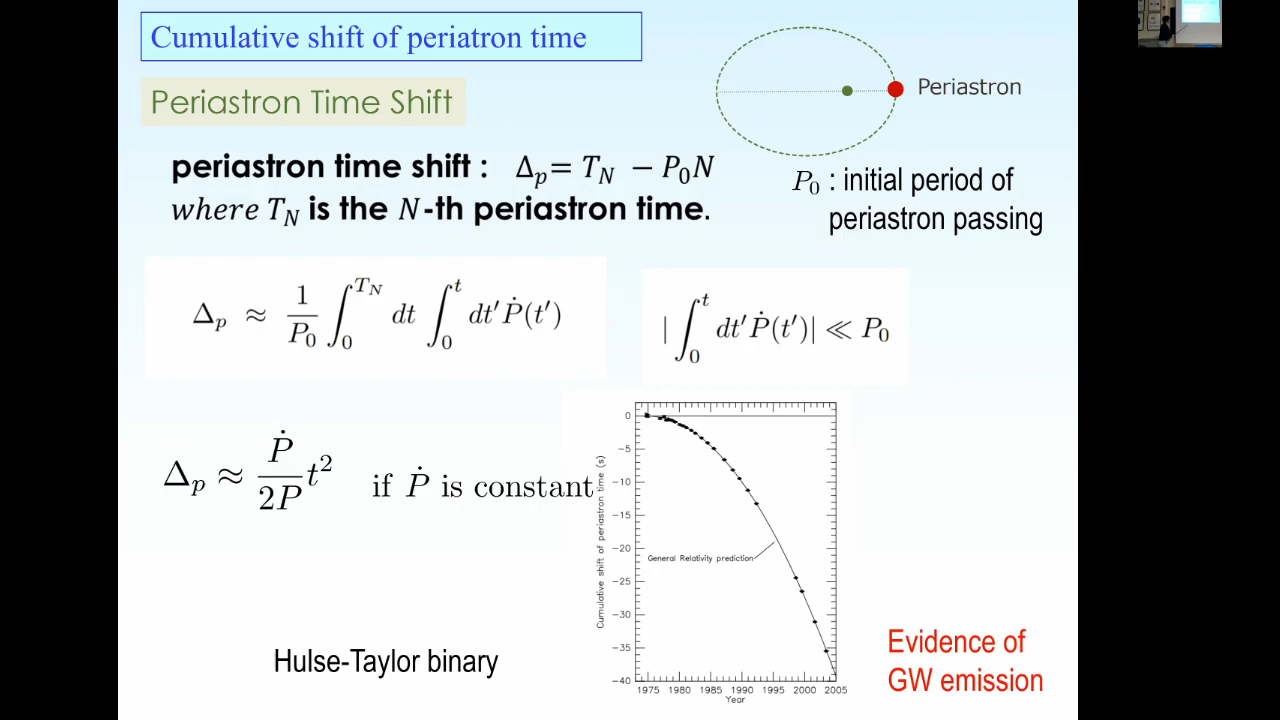 Cumulative shift of periatron time
Periastron Time Shift
Periastron
periastron time shift : Δ_p = T_N − P_0N
where T_N is the N-th periastron time.
P_0 : initial period of
periastron passing
Δ_p ≈ 1/P_0 ∫_0^{T_N} dt ∫_0^t dt′Ṗ(t′)
|∫_0^t dt′Ṗ(t′)| ≪ P_0
Δ_p ≈ Ṗ/2P t² if Ṗ is constant
Cumulative shift of periastron time (s)
0
−5
−10
−15
−20
−25
−30
−35
−40
General Relativity prediction
1975 1980 1985 1990 1995 2000 2005
Year
Hulse-Taylor binary
Evidence of
GW emission